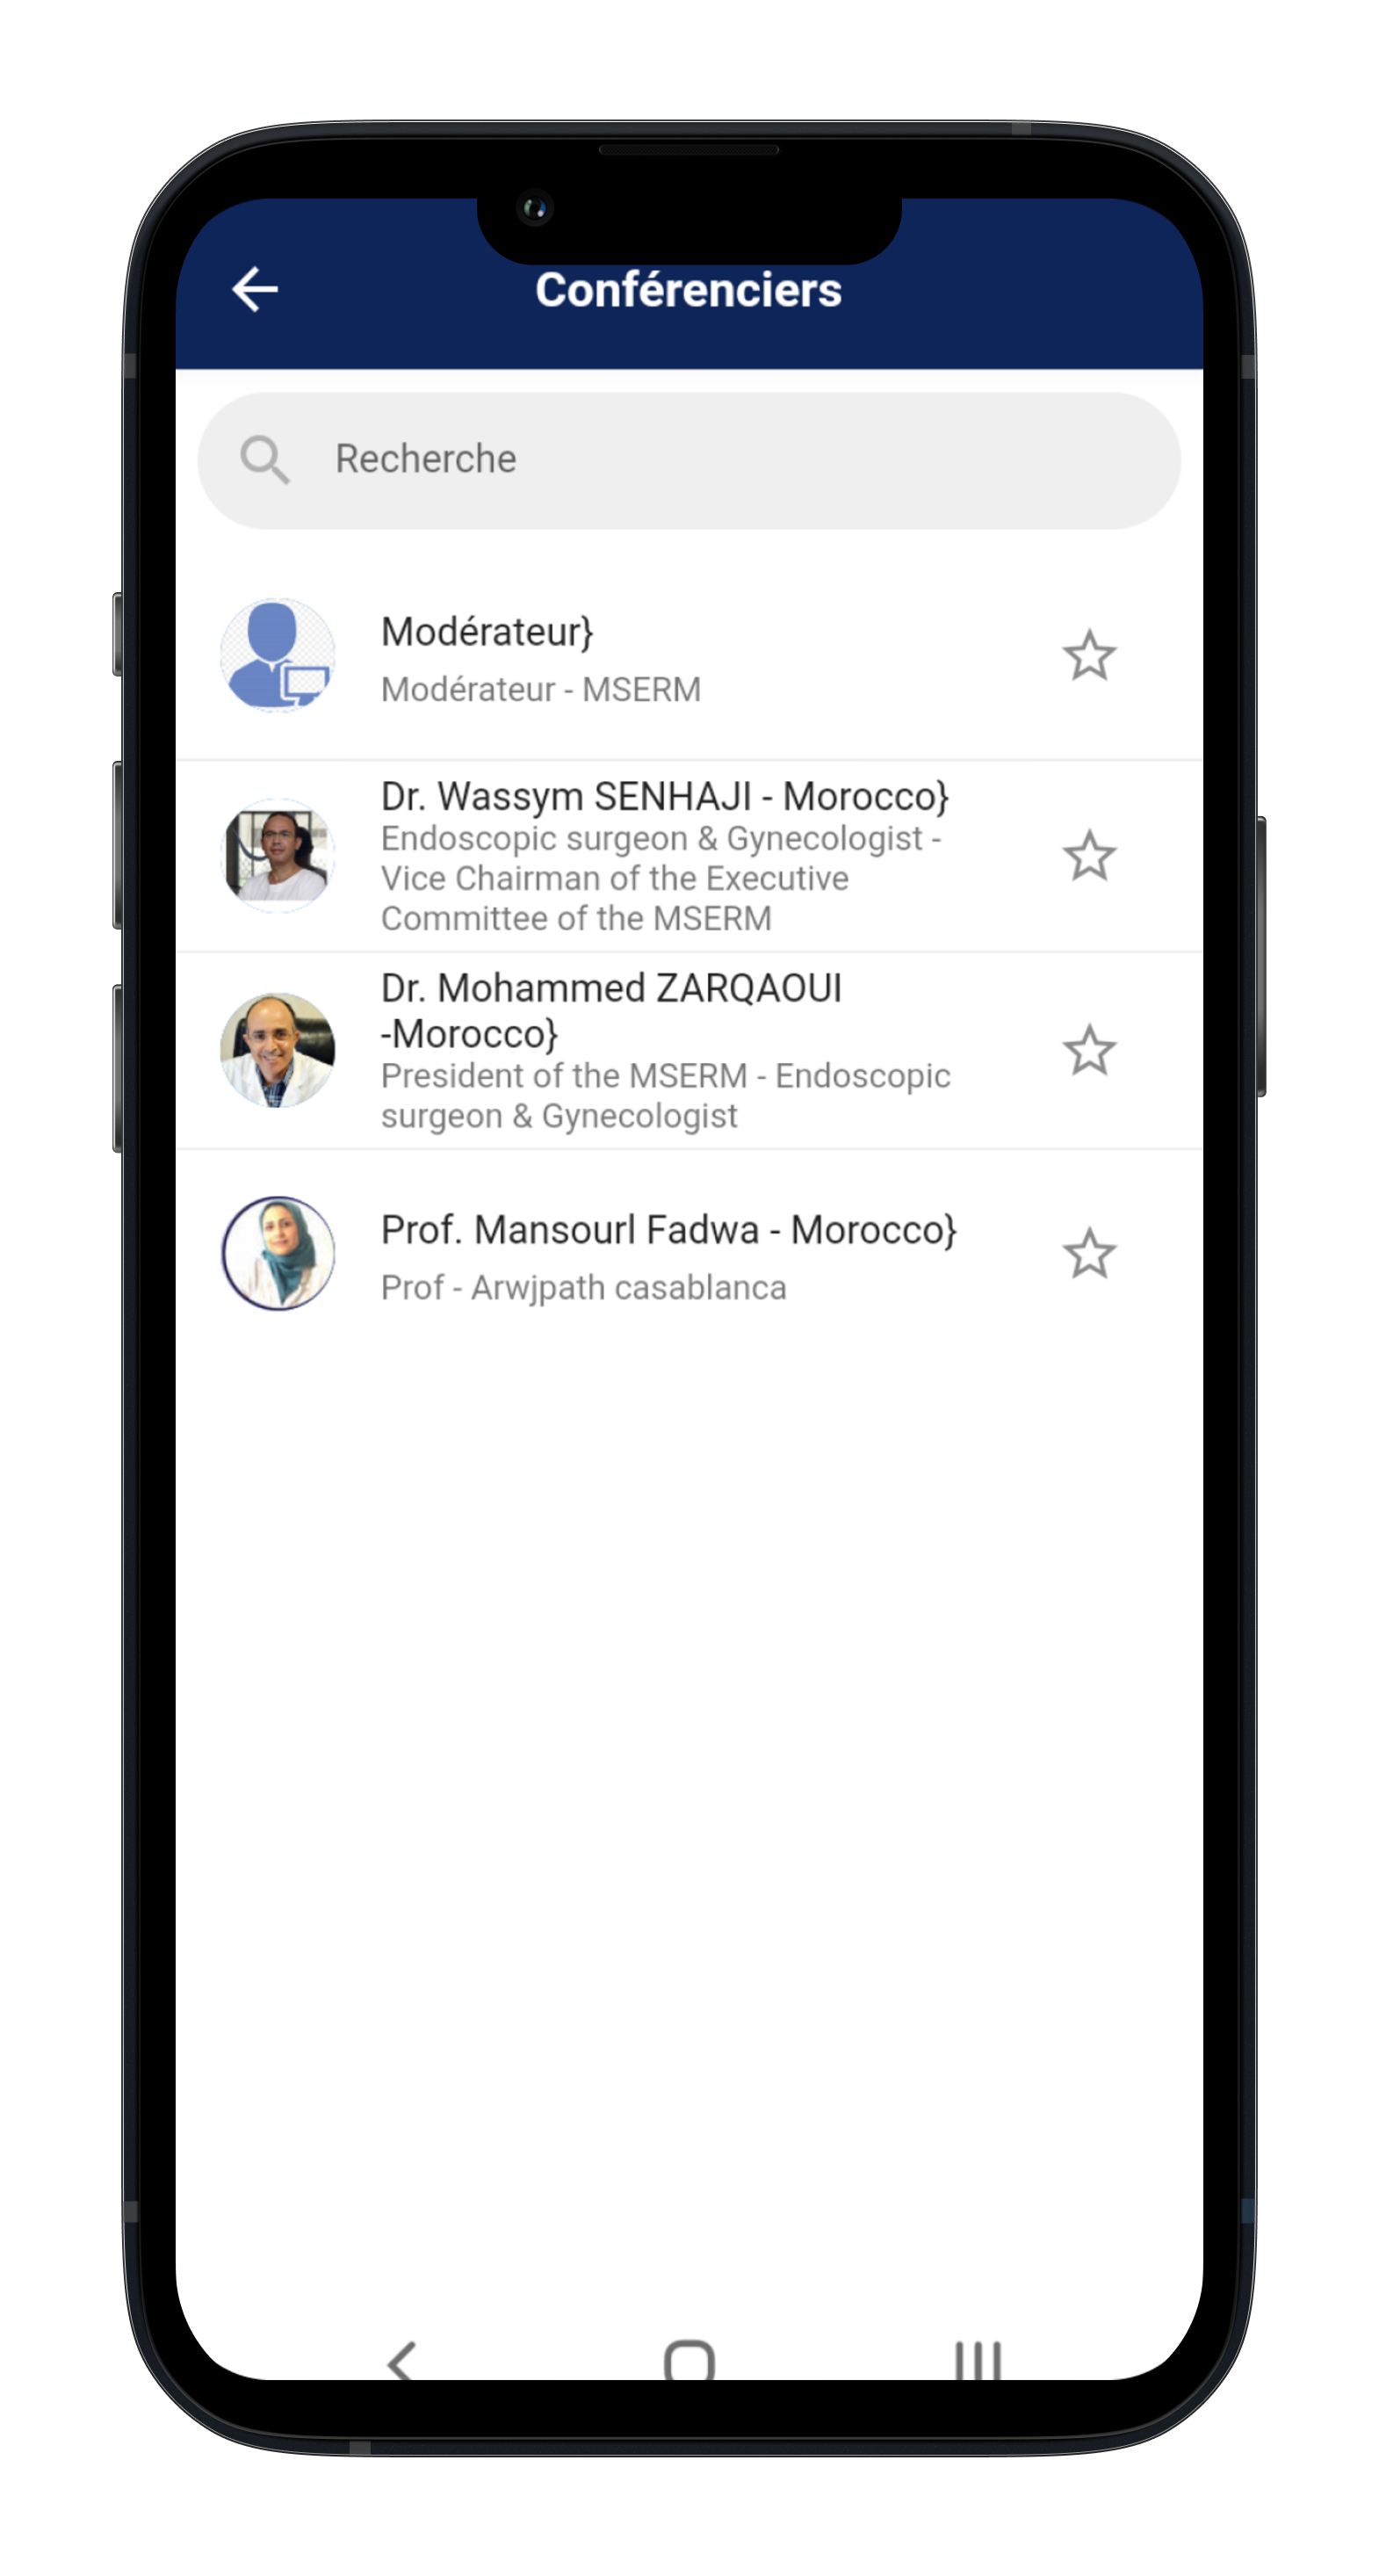 Conférenciers
Recherche
Modérateur}
Modérateur - MSERM
Dr. Wassym SENHAJI - Morocco}
Endoscopic surgeon & Gynecologist -
Vice Chairman of the Executive
Committee of the MSERM
Dr. Mohammed ZARQAOUI
-Morocco}
President of the MSERM - Endoscopic
surgeon & Gynecologist
Prof. Mansourl Fadwa - Morocco}
Prof - Arwjpath casablanca